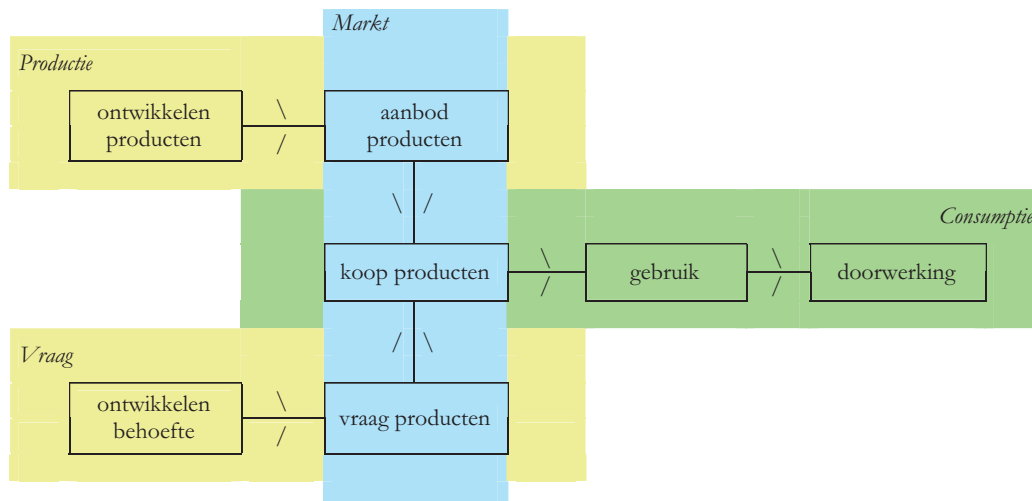 Markt
Productie
ontwikkelen
producten
aanbod
producten
Consumptie
koop producten
gebruik
doorwerking
Vraag
ontwikkelen
behoefte
vraag producten